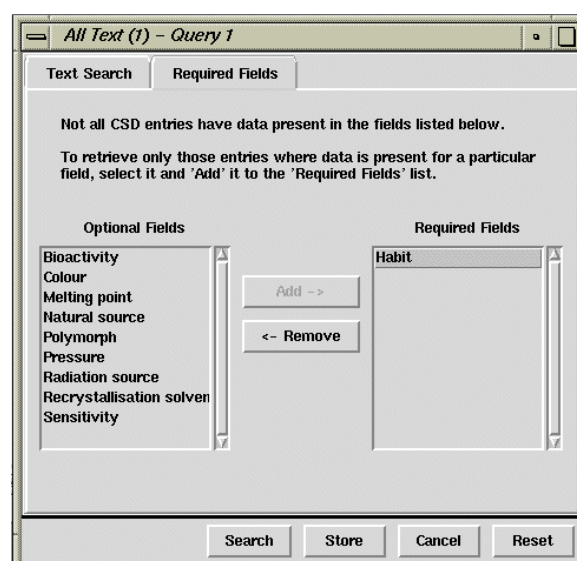 All Text (1) – Query 1
Text Search
Required Fields
Not all CSD entries have data present in the fields listed below.
To retrieve only those entries where data is present for a particular
field, select it and 'Add' it to the 'Required Fields' list.
Optional Fields
Required Fields
Bioactivity
Colour
Melting point
Natural source
Polymorph
Pressure
Radiation source
Recrystallisation solven
Sensitivity
Add ->
<- Remove
Habit
Search
Store
Cancel
Reset